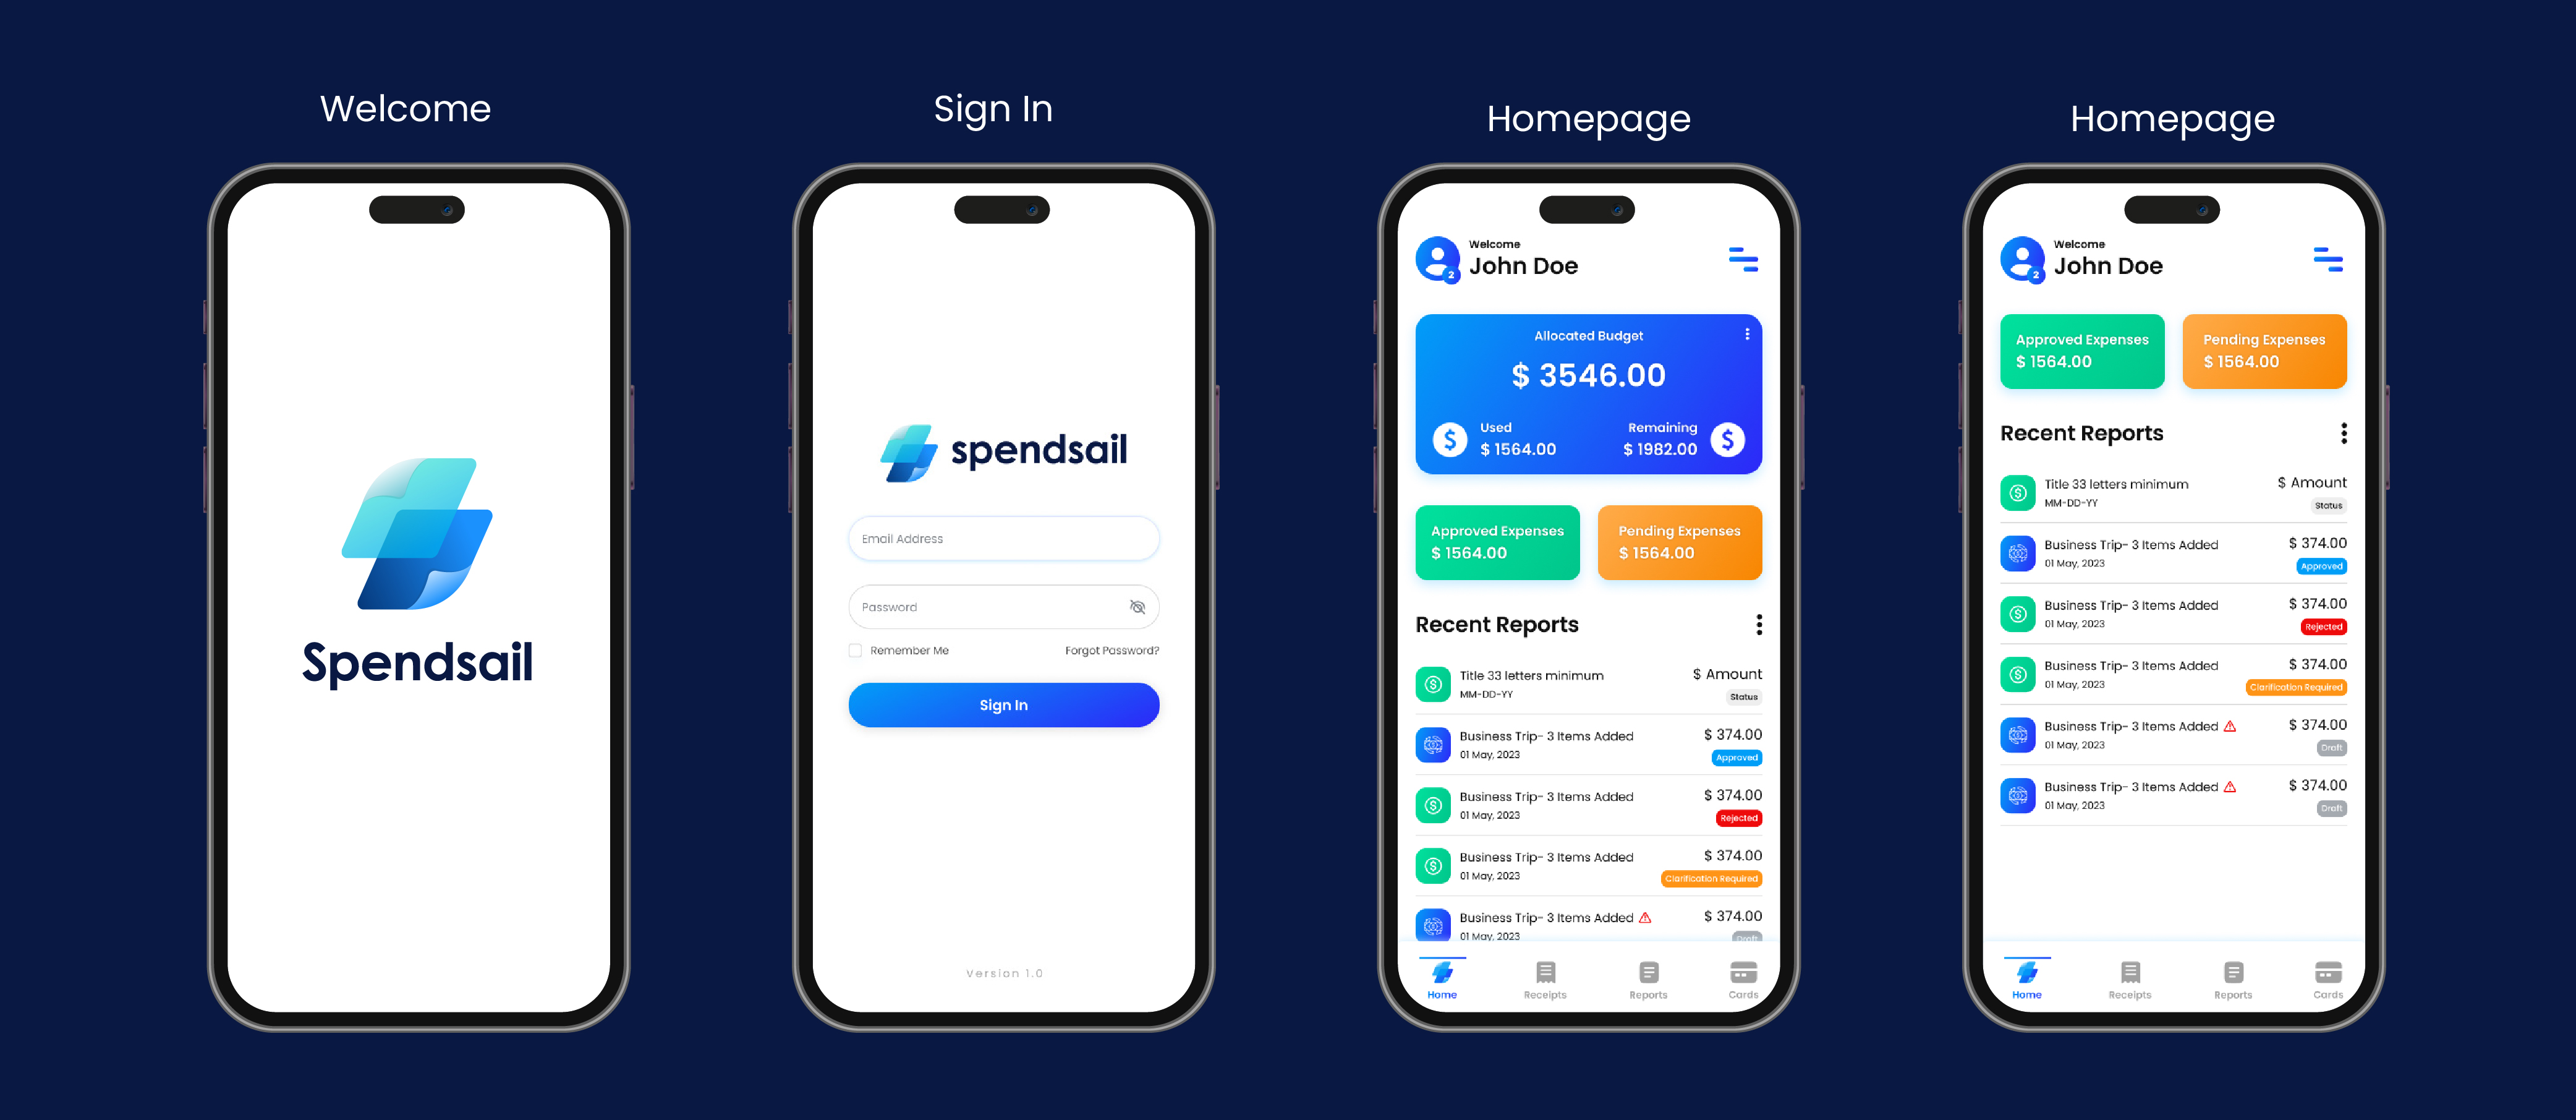 Welcome
Spendsail
Sign In
spendsail
Email Address
Password
Remember Me
Forgot Password?
Sign In
Version 1.0
Homepage
Welcome
John Doe
2
Allocated Budget
$ 3546.00
Used
$ 1564.00
Remaining
$ 1982.00
Approved Expenses
$ 1564.00
Pending Expenses
$ 1564.00
Recent Reports
Title 33 letters minimum
$ Amount
MM-DD-YY
Status
Business Trip- 3 Items Added
$ 374.00
01 May, 2023
Approved
Business Trip- 3 Items Added
$ 374.00
01 May, 2023
Rejected
Business Trip- 3 Items Added
$ 374.00
01 May, 2023
Clarification Required
Business Trip- 3 Items Added
$ 374.00
01 May, 2023
Draft
Home
Receipts
Reports
Cards
Homepage
Welcome
John Doe
2
Approved Expenses
$ 1564.00
Pending Expenses
$ 1564.00
Recent Reports
Title 33 letters minimum
$ Amount
MM-DD-YY
Status
Business Trip- 3 Items Added
$ 374.00
01 May, 2023
Approved
Business Trip- 3 Items Added
$ 374.00
01 May, 2023
Rejected
Business Trip- 3 Items Added
$ 374.00
01 May, 2023
Clarification Required
Business Trip- 3 Items Added
$ 374.00
01 May, 2023
Draft
Business Trip- 3 Items Added
$ 374.00
01 May, 2023
Draft
Home
Receipts
Reports
Cards